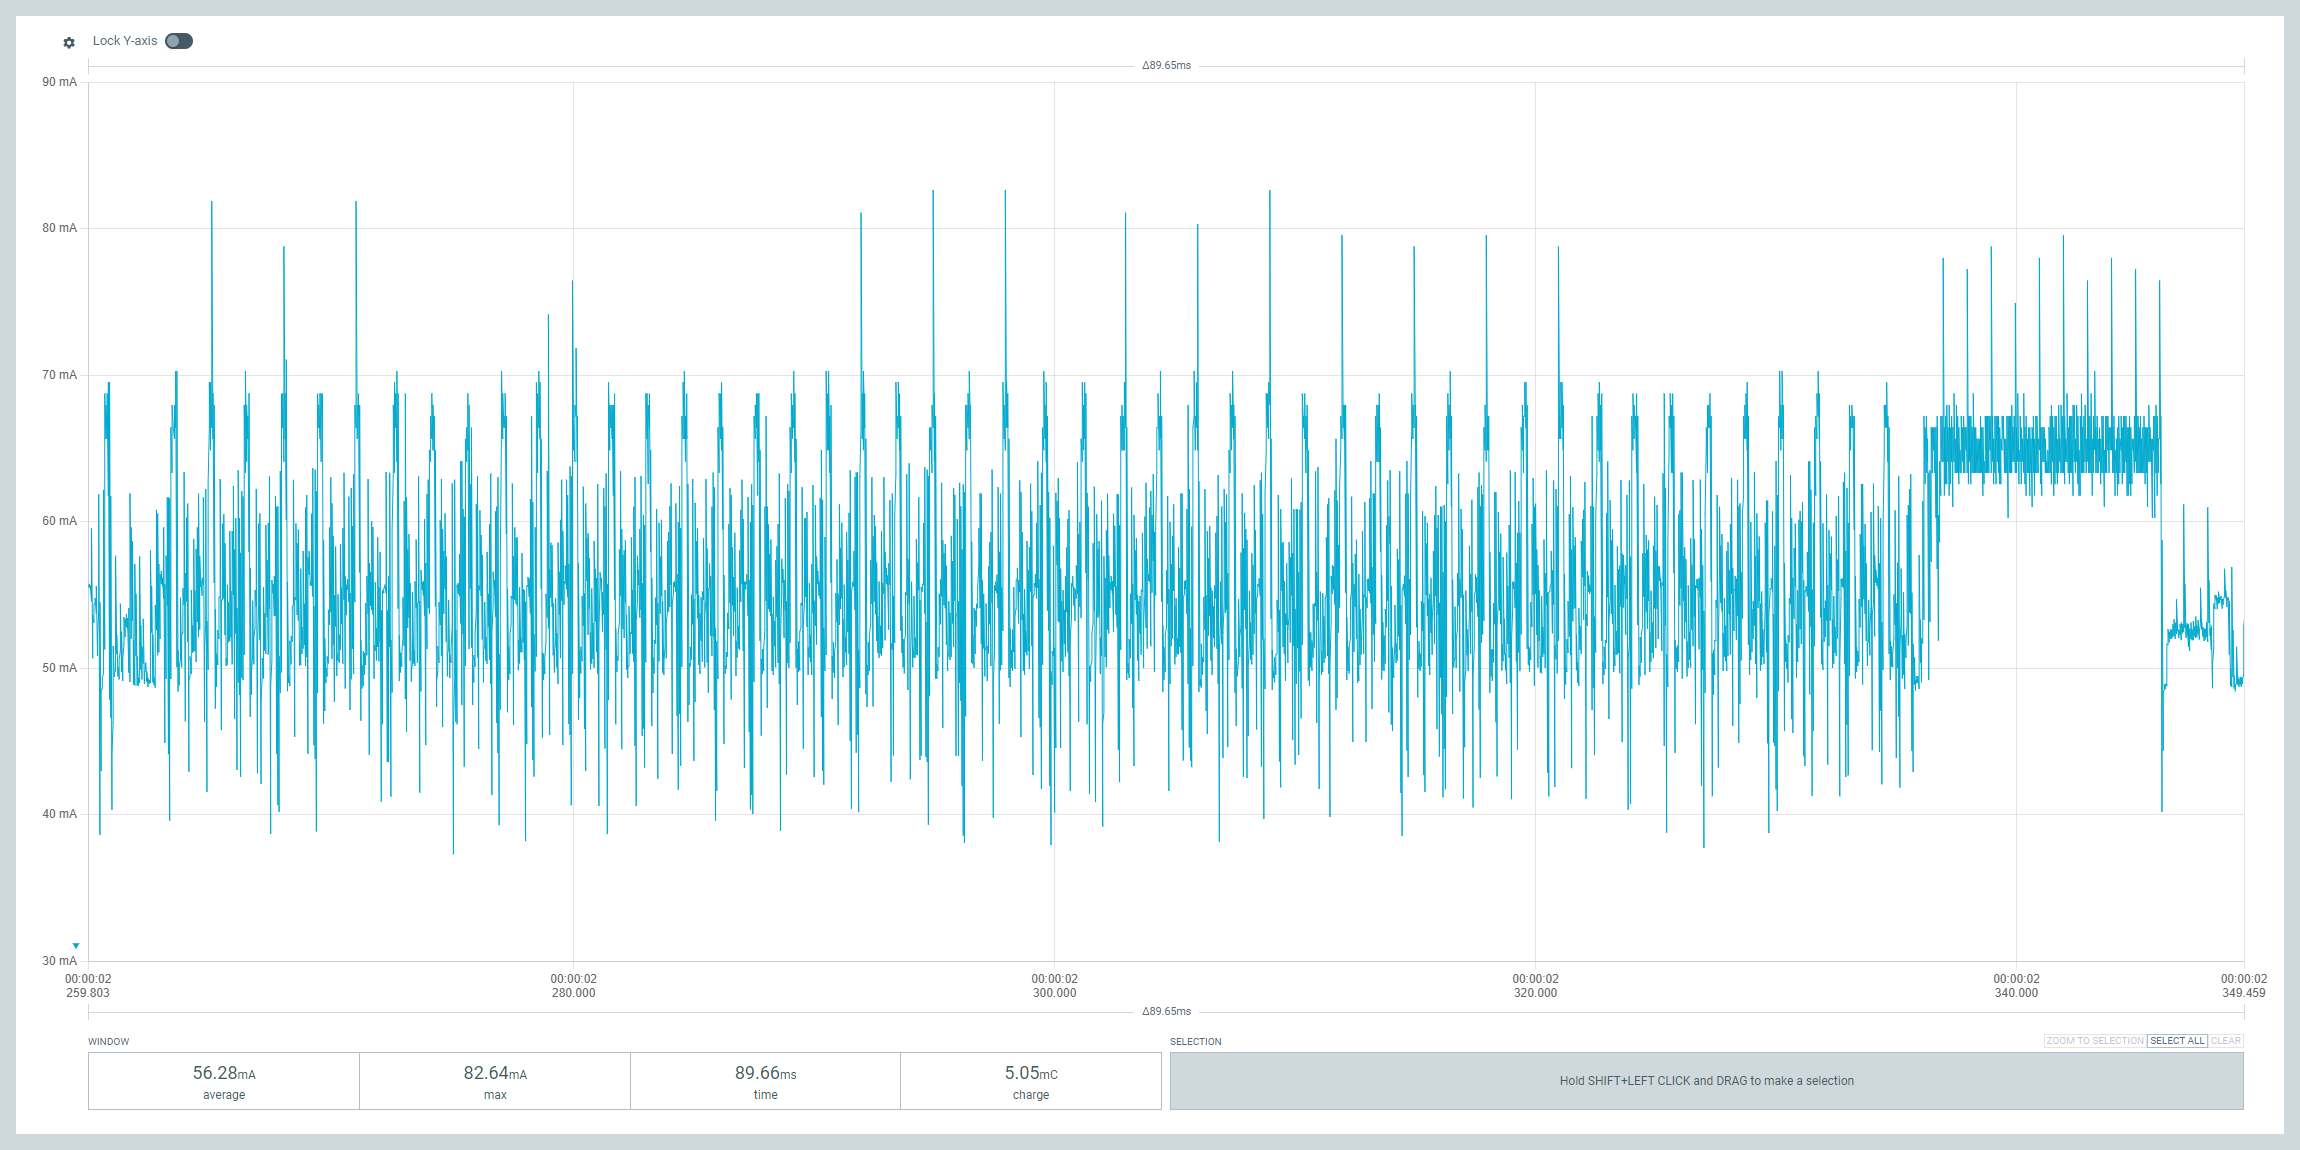 Lock Y-axis
Δ89.65ms
90 mA
80 mA
70 mA
60 mA
50 mA
40 mA
30 mA
00:00:02 00:00:02 00:00:02 00:00:02 00:00:02 00:00:02
259.803 280.000 300.000 320.000 340.000 349.459
Δ89.65ms
WINDOW SELECTION ZOOM TO SELECTION SELECT ALL CLEAR
56.28mA 82.64mA 89.66ms 5.05mC
average max time charge
Hold SHIFT+LEFT CLICK and DRAG to make a selection